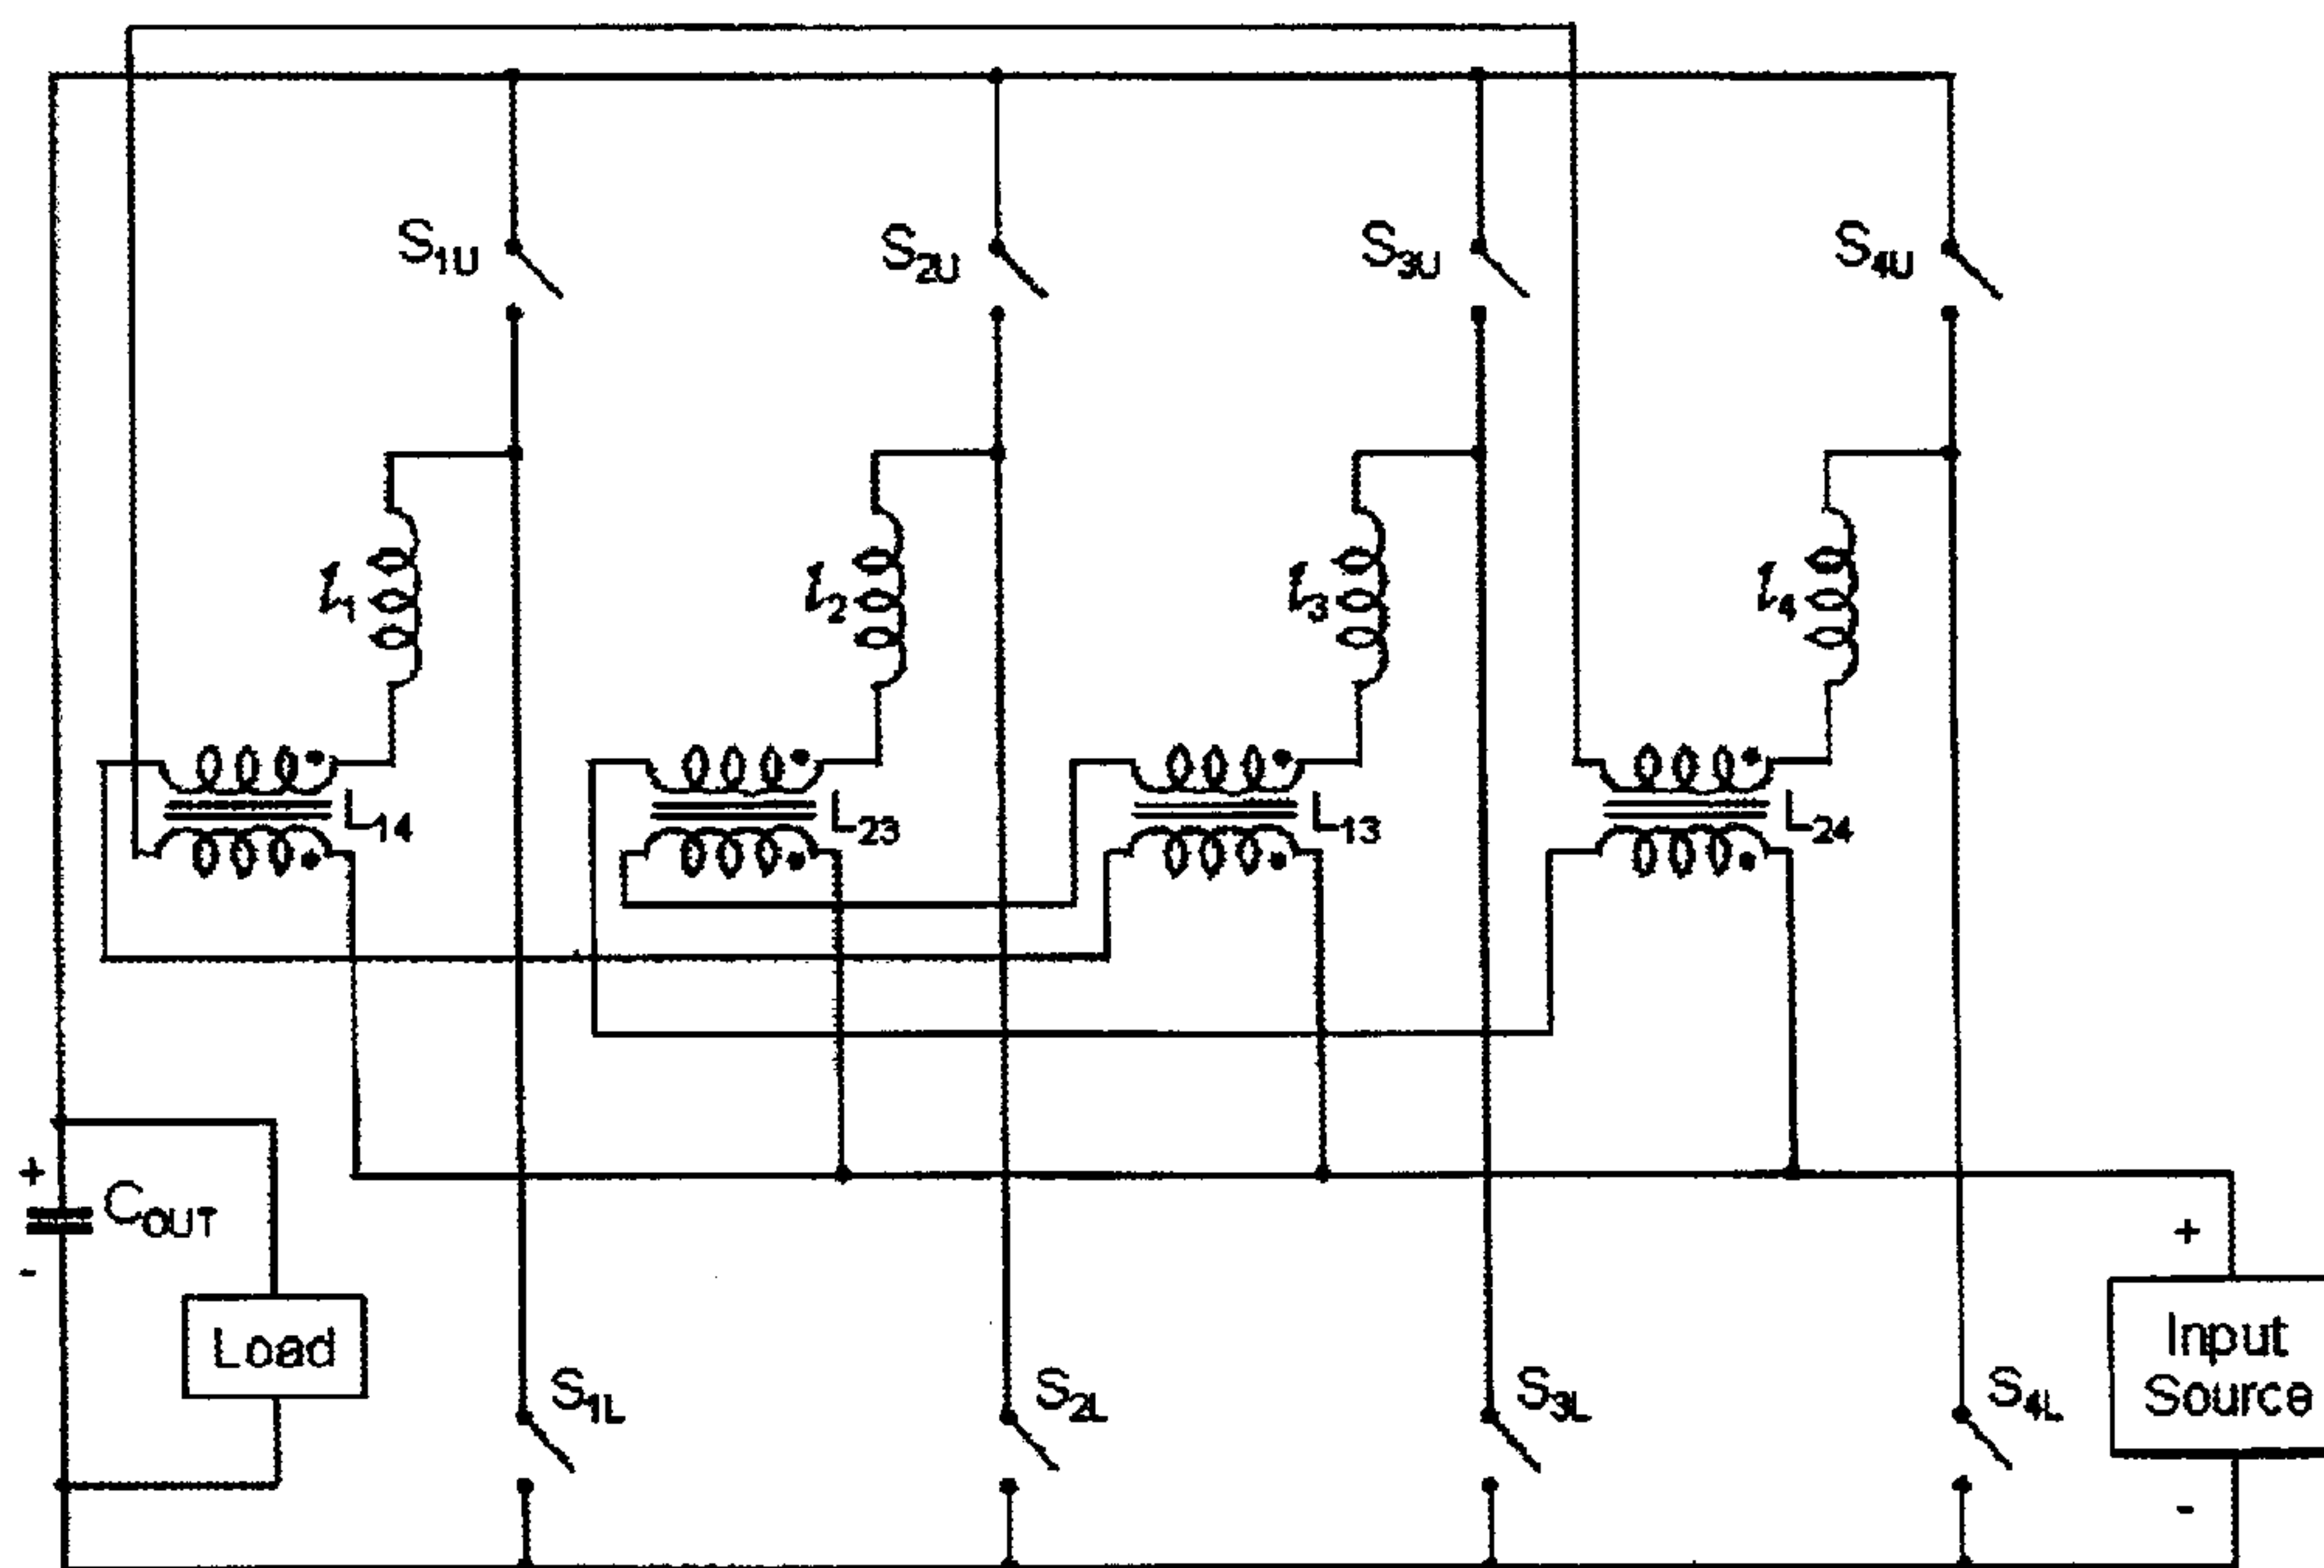 S1U
S2U
S3U
S4U
ℓ1
ℓ2
ℓ3
ℓ4
L14
L23
L13
L24
+
COUT
-
Load
S1L
S2L
S3L
S4L
+
Input
Source
-